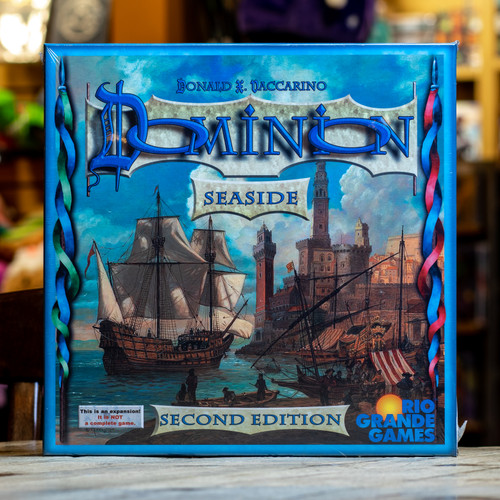 DONALD X. VACCARINO
DOMINION
SEASIDE
This is an expansion!
It is NOT
a complete game.
SECOND EDITION
RIO
GRANDE
GAMES